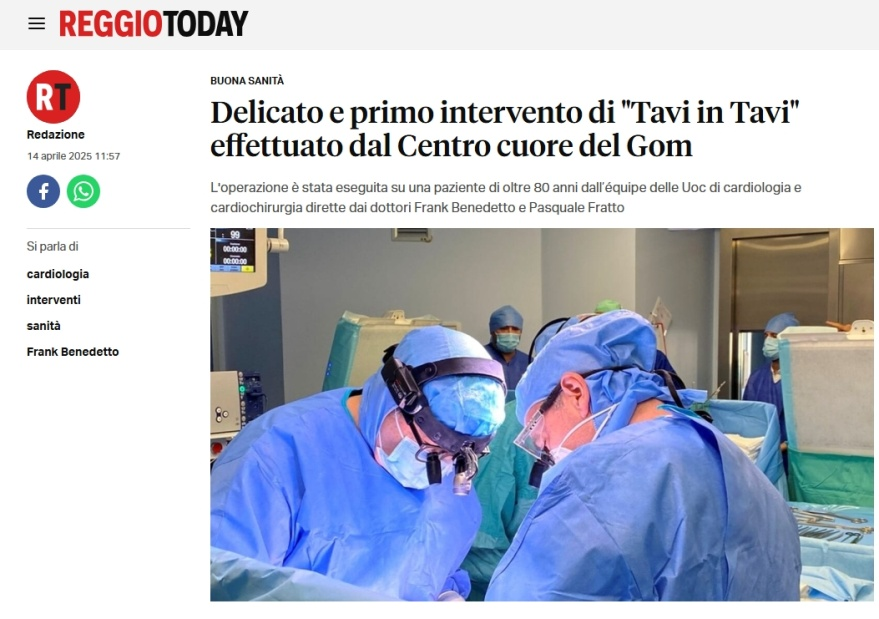 REGGIOTODAY
RT
Redazione
14 aprile 2025 11:57
Si parla di
cardiologia
interventi
sanità
Frank Benedetto
BUONA SANITÀ
Delicato e primo intervento di "Tavi in Tavi"
effettuato dal Centro cuore del Gom
L'operazione è stata eseguita su una paziente di oltre 80 anni dall'équipe delle Uoc di cardiologia e
cardiochirurgia dirette dai dottori Frank Benedetto e Pasquale Fratto
99
00:00:00
00:00:00